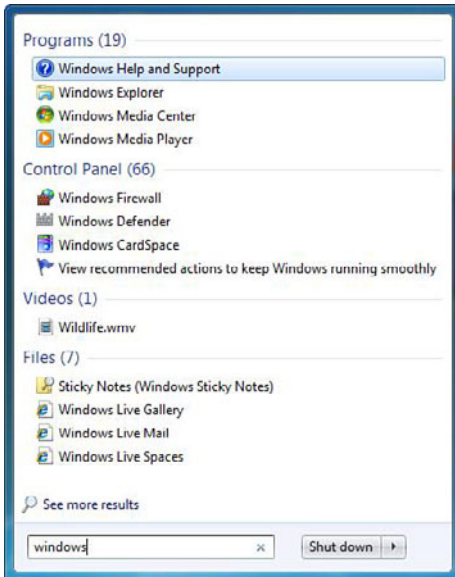 Programs (19)
Windows Help and Support
Windows Explorer
Windows Media Center
Windows Media Player
Control Panel (66)
Windows Firewall
Windows Defender
Windows CardSpace
View recommended actions to keep Windows running smoothly
Videos (1)
Wildlife.wmv
Files (7)
Sticky Notes (Windows Sticky Notes)
Windows Live Gallery
Windows Live Mail
Windows Live Spaces
See more results
windows Shut down